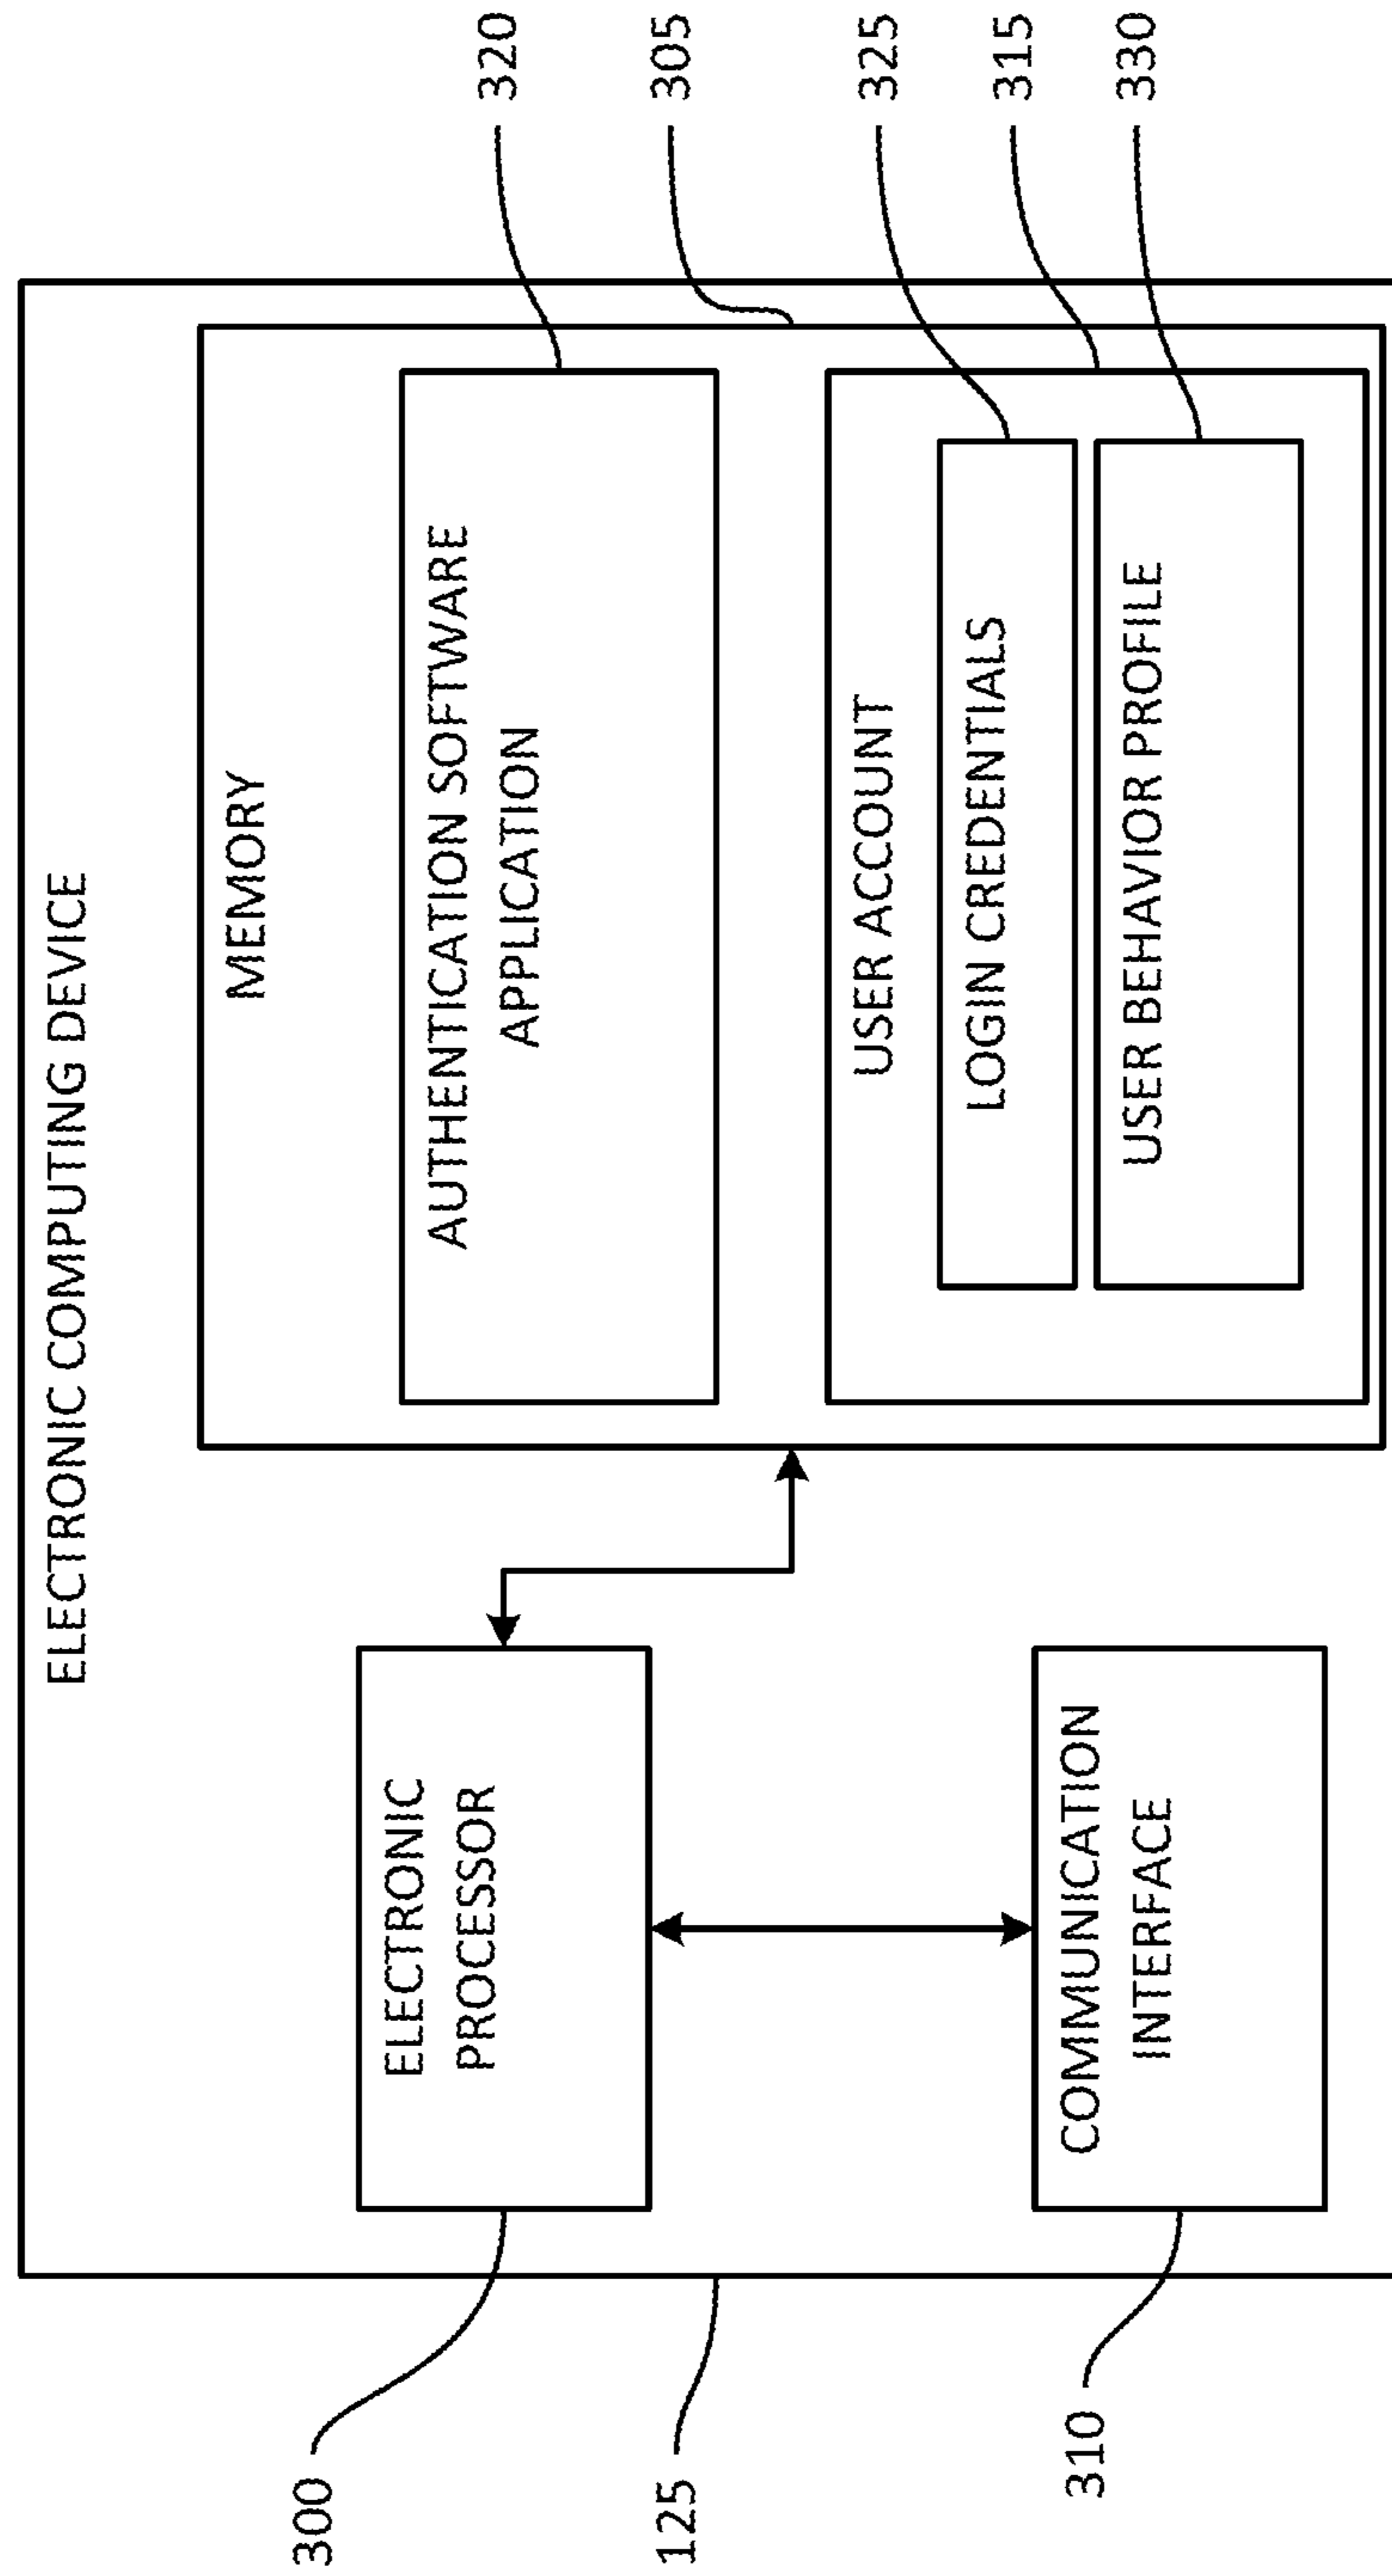 ELECTRONIC COMPUTING DEVICE
300
ELECTRONIC
PROCESSOR
125
310
COMMUNICATION
INTERFACE
MEMORY
AUTHENTICATION SOFTWARE
APPLICATION
USER ACCOUNT
LOGIN CREDENTIALS
USER BEHAVIOR PROFILE
320
305
325
315
330